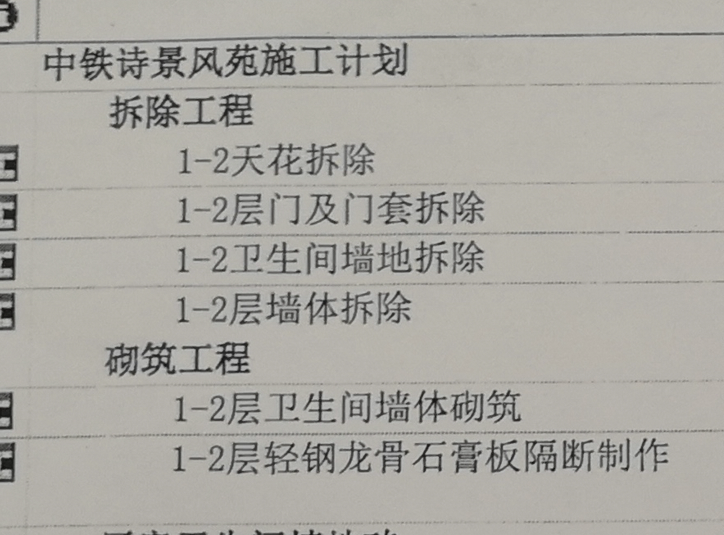 中铁诗景风苑施工计划
拆除工程
1-2天花拆除
1-2层门及门套拆除
1-2卫生间墙地拆除
1-2层墙体拆除
砌筑工程
1-2层卫生间墙体砌筑
1-2层轻钢龙骨石膏板隔断制作